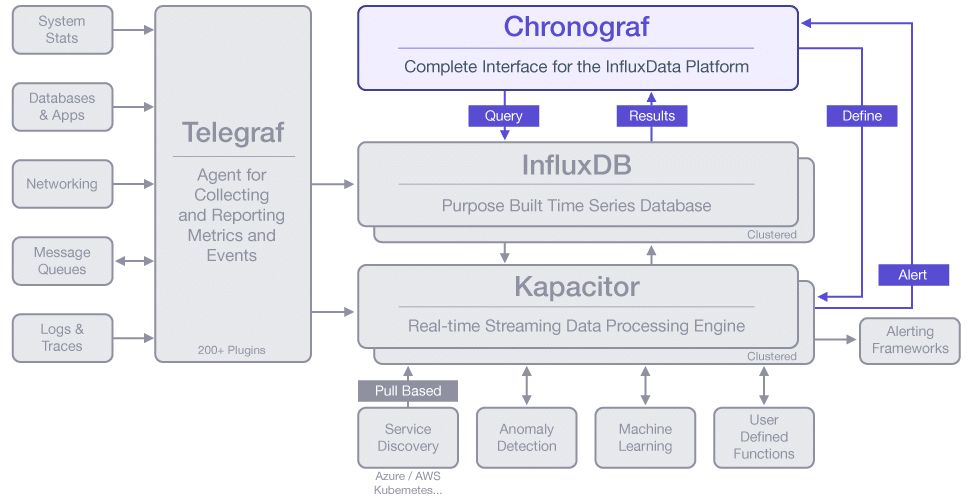 System
Stats
Databases
& Apps
Networking
Message
Queues
Logs &
Traces
Telegraf
Agent for
Collecting
and Reporting
Metrics and
Events
200+ Plugins
Chronograf
Complete Interface for the InfluxData Platform
Query
Results
Define
InfluxDB
Purpose Built Time Series Database
Clustered
Alert
Kapacitor
Real-time Streaming Data Processing Engine
Clustered
Alerting
Frameworks
Pull Based
Service
Discovery
Azure / AWS
Kubemetes...
Anomaly
Detection
Machine
Learning
User
Defined
Functions